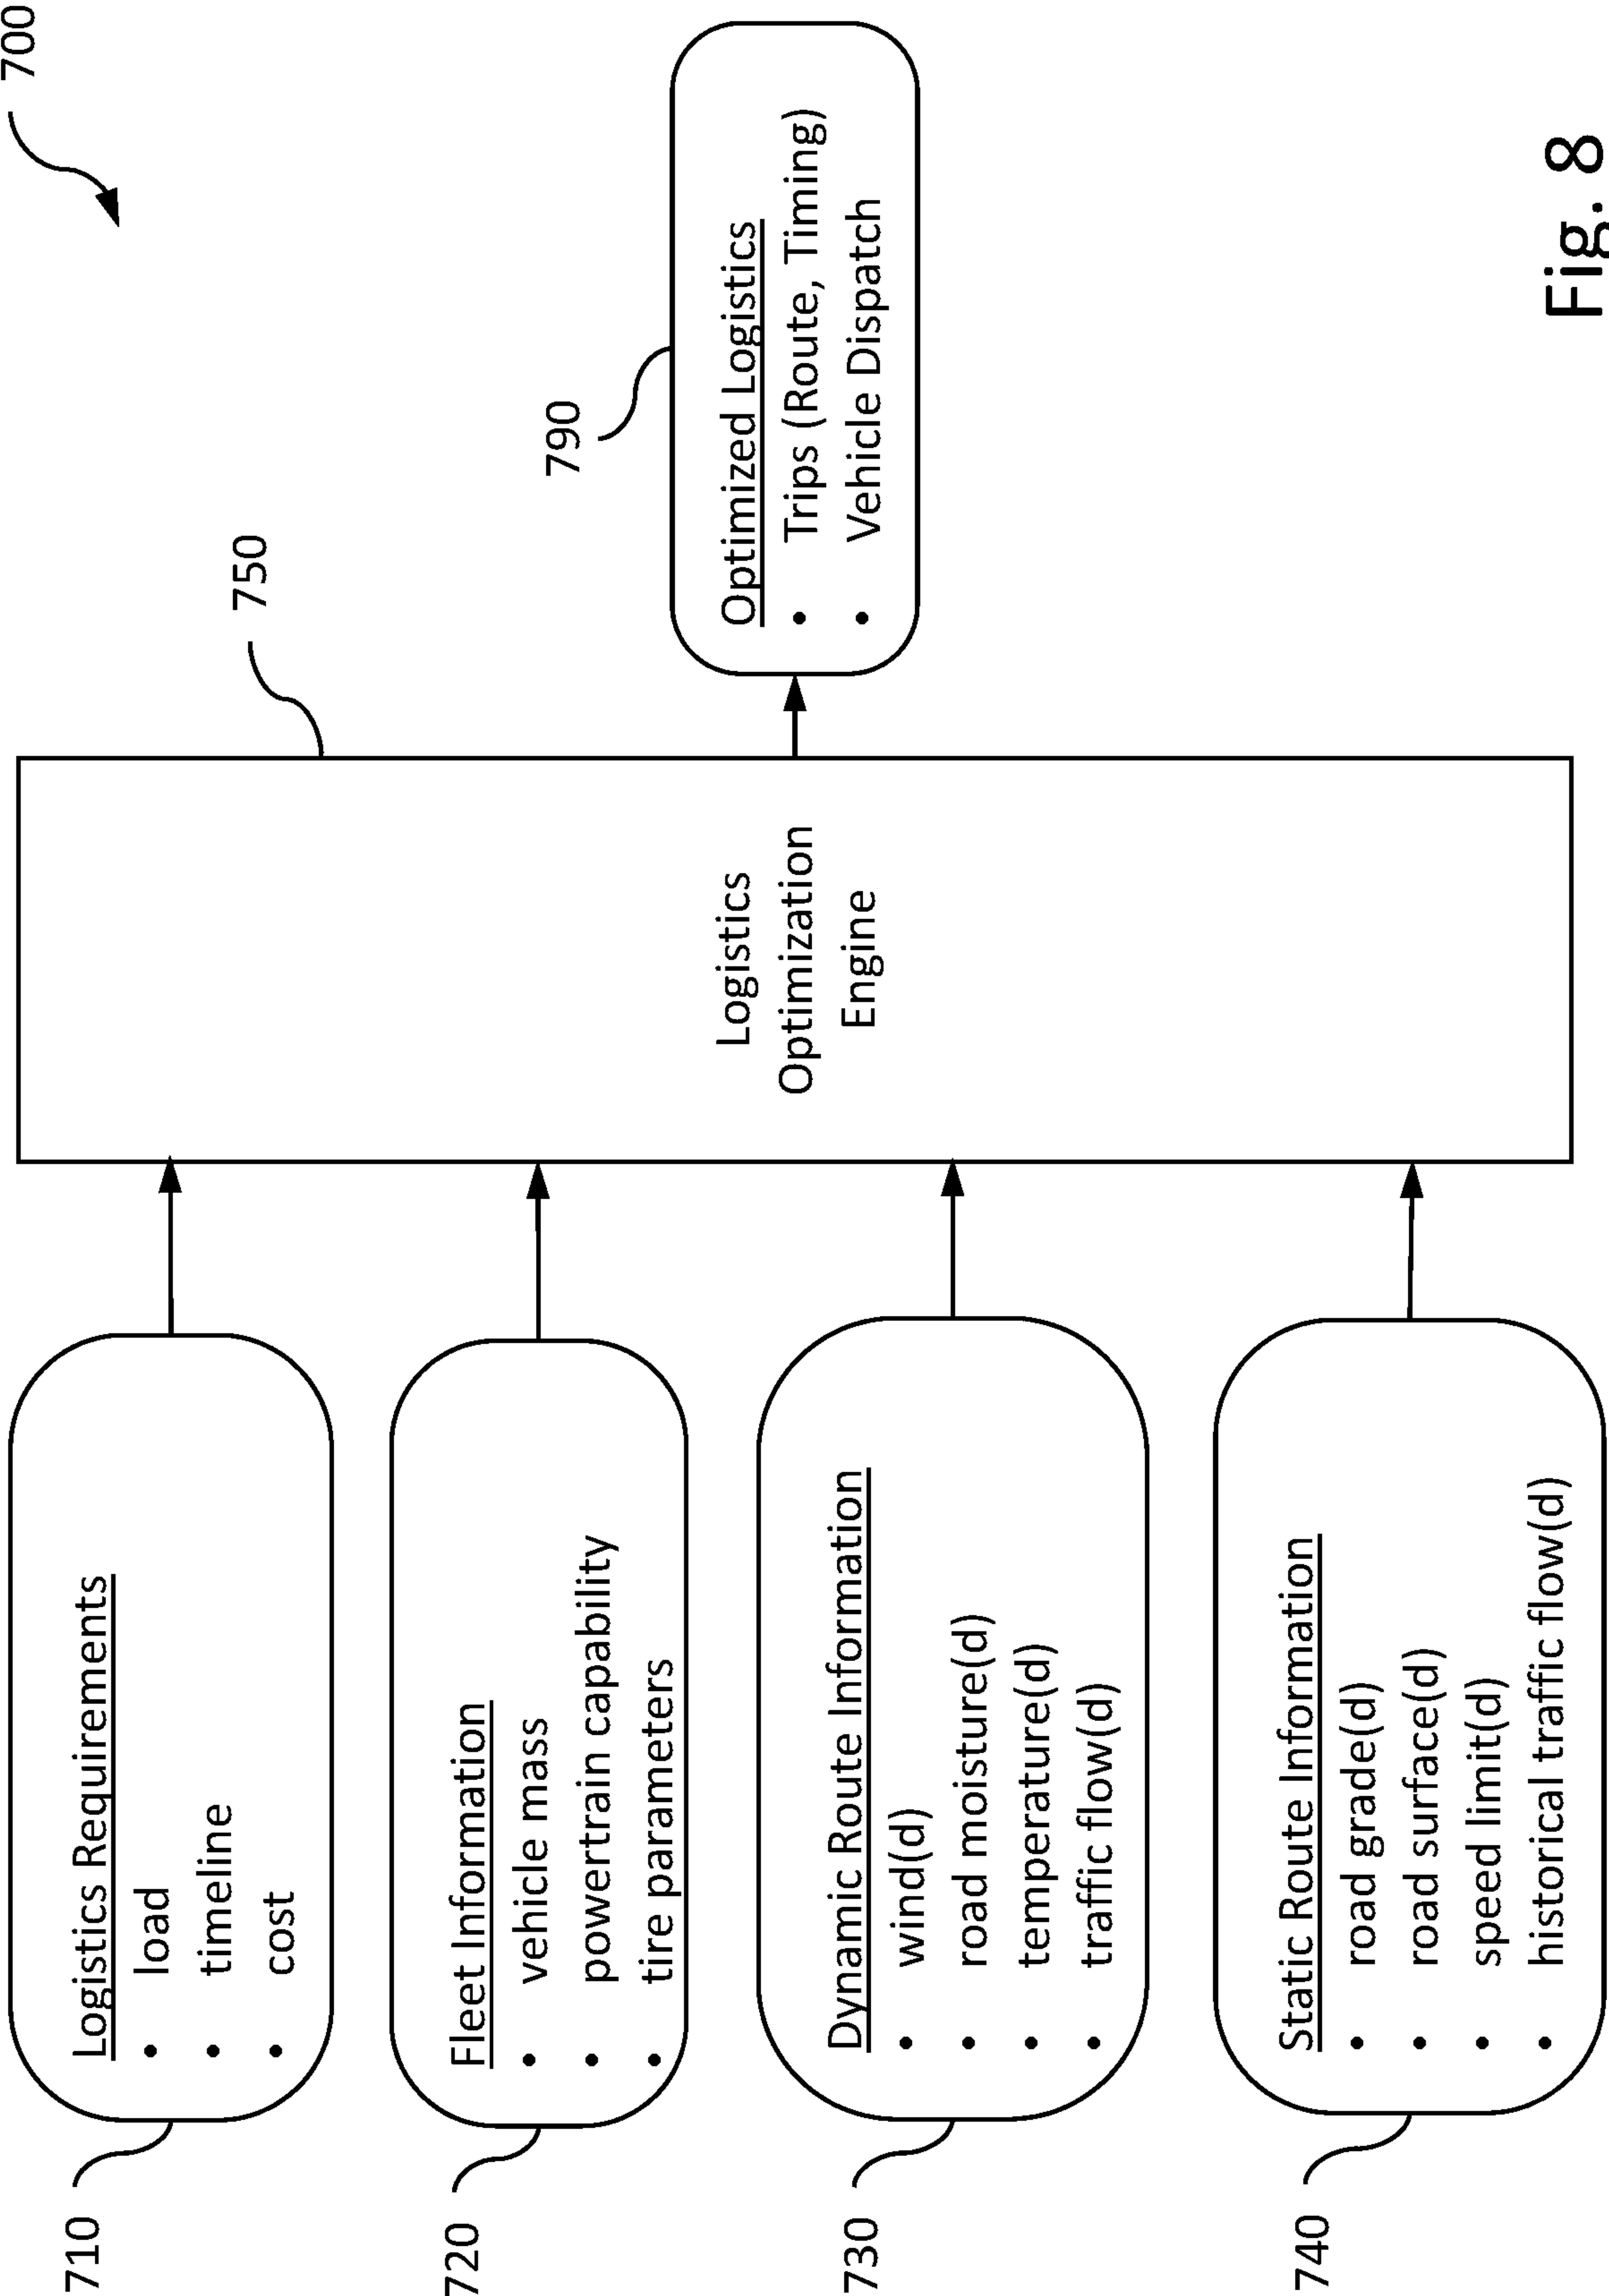 700
710
Logistics Requirements
• load
• timeline
• cost
720
Fleet Information
• vehicle mass
• powertrain capability
• tire parameters
730
Dynamic Route Information
• wind(d)
• road moisture(d)
• temperature(d)
• traffic flow(d)
740
Static Route Information
• road grade(d)
• road surface(d)
• speed limit(d)
• historical traffic flow(d)
750
Logistics
Optimization
Engine
790
Optimized Logistics
• Trips (Route, Timing)
• Vehicle Dispatch
Fig. 8